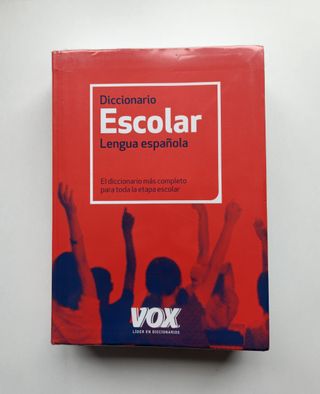 Diccionario
Escolar
Lengua española
El diccionario más completo
para toda la etapa escolar
VOX
LÍDER EN DICCIONARIOS